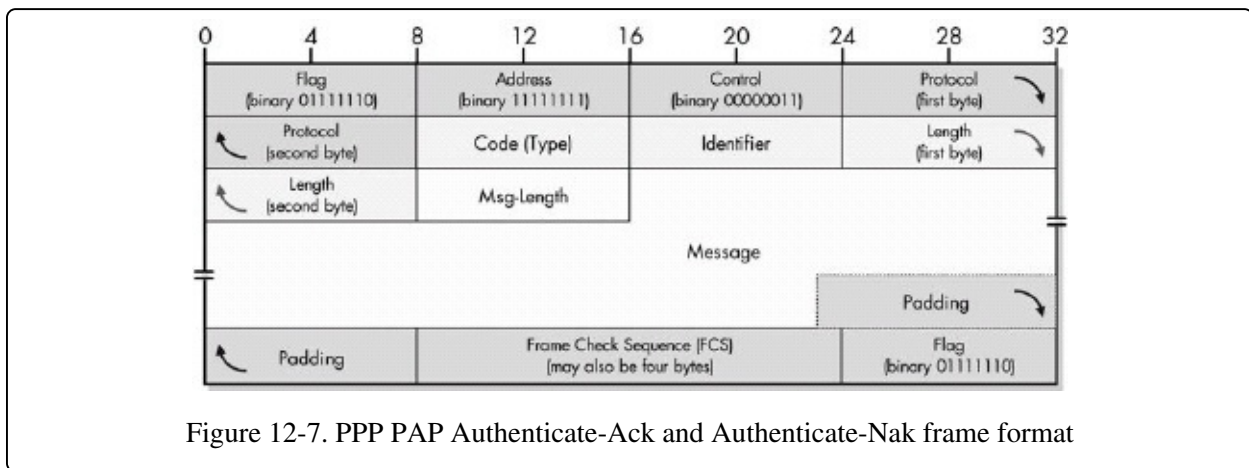 0 4 8 12 16 20 24 28 32
Flag Address Control Protocol
(binary 01111110) (binary 11111111) (binary 00000011) (first byte)
Protocol Code (Type) Identifier Length
(second byte) (first byte)
Length Msg-Length
(second byte)
Message
Padding
Padding Frame Check Sequence (FCS) Flag
(may also be four bytes) (binary 01111110)
Figure 12-7. PPP PAP Authenticate-Ack and Authenticate-Nak frame format